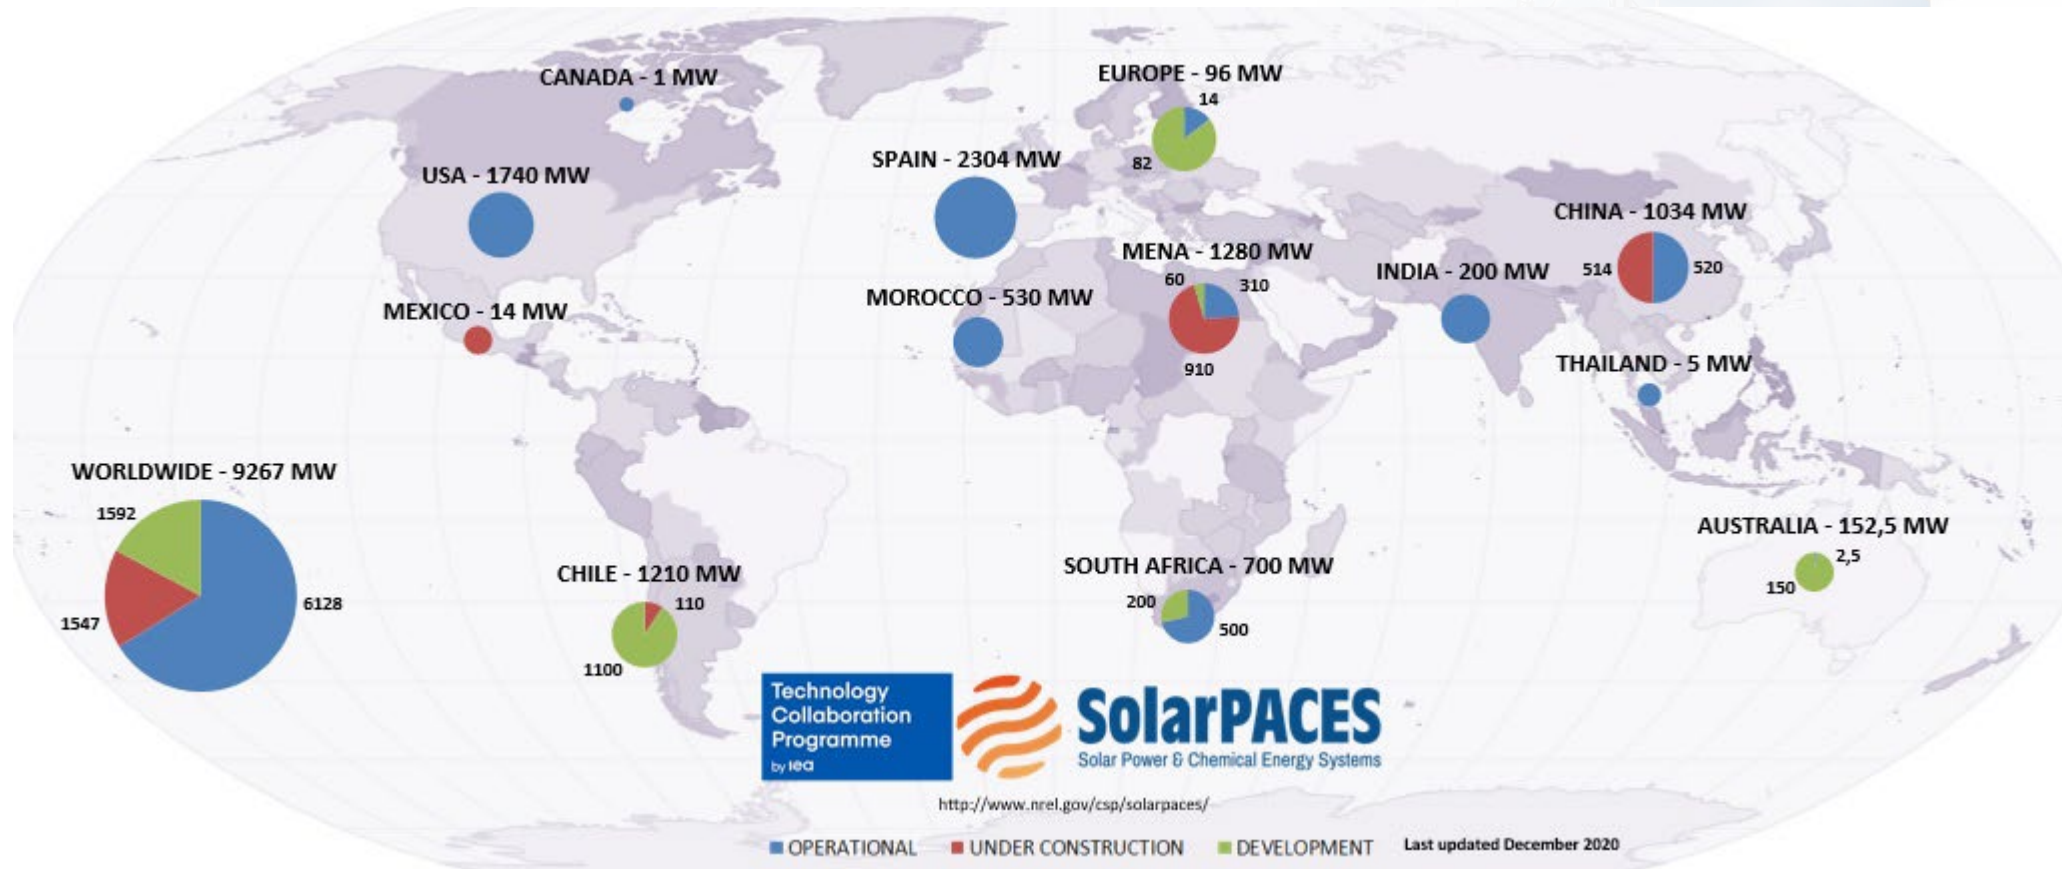 CANADA - 1 MW
EUROPE - 96 MW
14
82
SPAIN - 2304 MW
USA - 1740 MW
CHINA - 1034 MW
514
520
MENA - 1280 MW
60
310
910
INDIA - 200 MW
MOROCCO - 530 MW
MEXICO - 14 MW
THAILAND - 5 MW
WORLDWIDE - 9267 MW
1592
1547
6128
AUSTRALIA - 152,5 MW
2,5
150
CHILE - 1210 MW
110
1100
SOUTH AFRICA - 700 MW
200
500
Technology
Collaboration
Programme
by iea
SolarPACES
Solar Power & Chemical Energy Systems
http://www.nrel.gov/csp/solarpaces/
OPERATIONAL UNDER CONSTRUCTION DEVELOPMENT Last updated December 2020